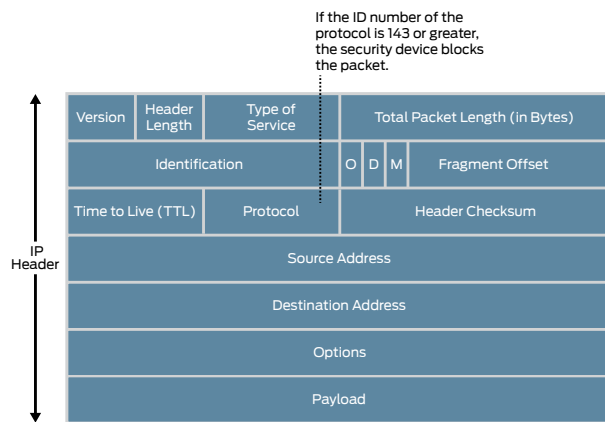 If the ID number of the
protocol is 143 or greater,
the security device blocks
the packet.
Version Header Length Type of Service Total Packet Length (in Bytes)
Identification O D M Fragment Offset
Time to Live (TTL) Protocol Header Checksum
IP
Header
Source Address
Destination Address
Options
Payload